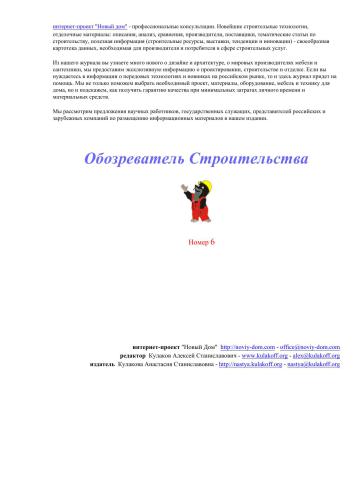 интернет-проект "Новый дом" - профессиональные консультации. Новейшие строительные технологии,
отделочные материалы: описания, анализ, сравнения, производители, поставщики, тематические статьи по
строительству, полезная информация (строительные ресурсы, выставки, тенденции и инновации) - своеобразная
картотека данных, необходимая для производителя и потребителя в сфере строительных услуг.
Из нашего журнала вы узнаете много нового о дизайне и архитектуре, о мировых производителях мебели и
сантехники, мы предоставим эксклюзивную информацию о проектировании, строительстве и отделке. Если вы
нуждаетесь в информации о передовых технологиях и новинках на российском рынке, то и здесь журнал придет на
помощь. Мы не только поможем выбрать необходимый проект, материалы, оборудование, мебель и технику для
дома, но и подскажем, как получить гарантию качества при минимальных затратах личного времени и
материальных средств.
Мы рассмотрим предложения научных работников, государственных служащих, представителей российских и
зарубежных компаний по размещению информационных материалов в нашем издании.
Обозреватель Строительства
Номер 6
интернет-проект "Новый Дом" http://noviy-dom.com - office@noviy-dom.com
редактор Кулаков Алексей Станиславович - www.kulakoff.org - alex@kulakoff.org
издатель Кулакова Анастасия Станиславовна - http://nastya.kulakoff.org - nastya@kulakoff.org